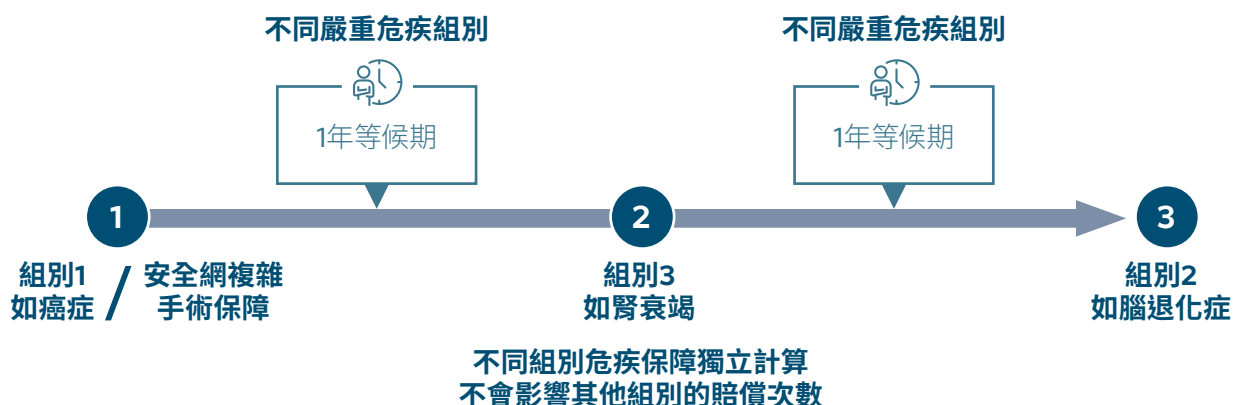 不同嚴重危疾組別
不同嚴重危疾組別
1年等候期
1年等候期
1
2
3
組別1
如癌症
/
安全網複雜
手術保障
組別3
如腎衰竭
組別2
如腦退化症
不同組別危疾保障獨立計算
不會影響其他組別的賠償次數